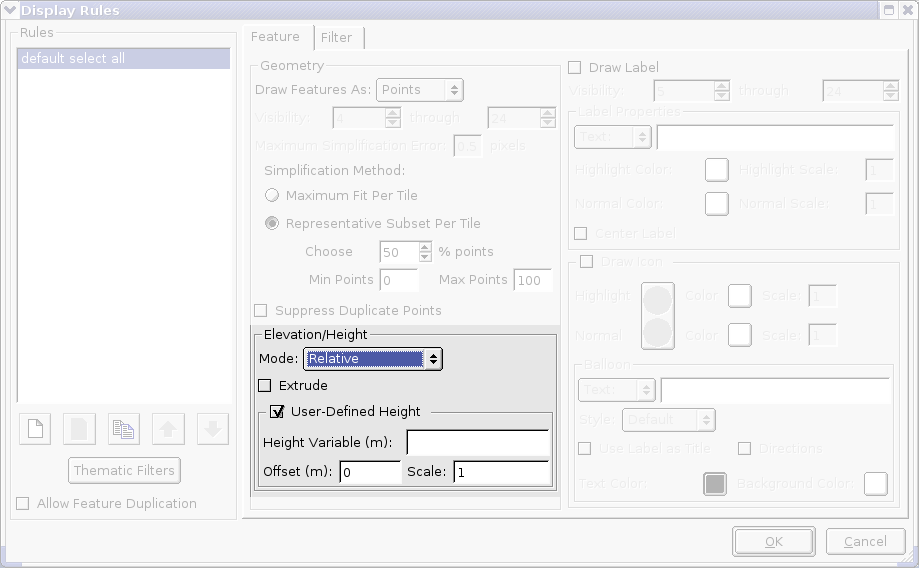 Display Rules
Rules
default select all
Thematic Filters
Allow Feature Duplication
Feature Filter
Geometry
Draw Features As: Points
Visibility: 4 through 24
Maximum Simplification Error: 0.5 pixels
Simplification Method:
Maximum Fit Per Tile
Representative Subset Per Tile
Choose 50 % points
Min Points 0 Max Points 100
Suppress Duplicate Points
Elevation/Height
Mode: Relative
Extrude
User-Defined Height
Height Variable (m):
Offset (m): 0 Scale: 1
Draw Label
Visibility: 5 through 24
Label Properties
Text:
Highlight Color: Highlight Scale: 1
Normal Color: Normal Scale: 1
Center Label
Draw Icon
Highlight Color Scale: 1
Normal Color Scale: 1
Balloon
Text:
Style: Default
Use Label as Title Directions
Text Color: Background Color:
OK Cancel